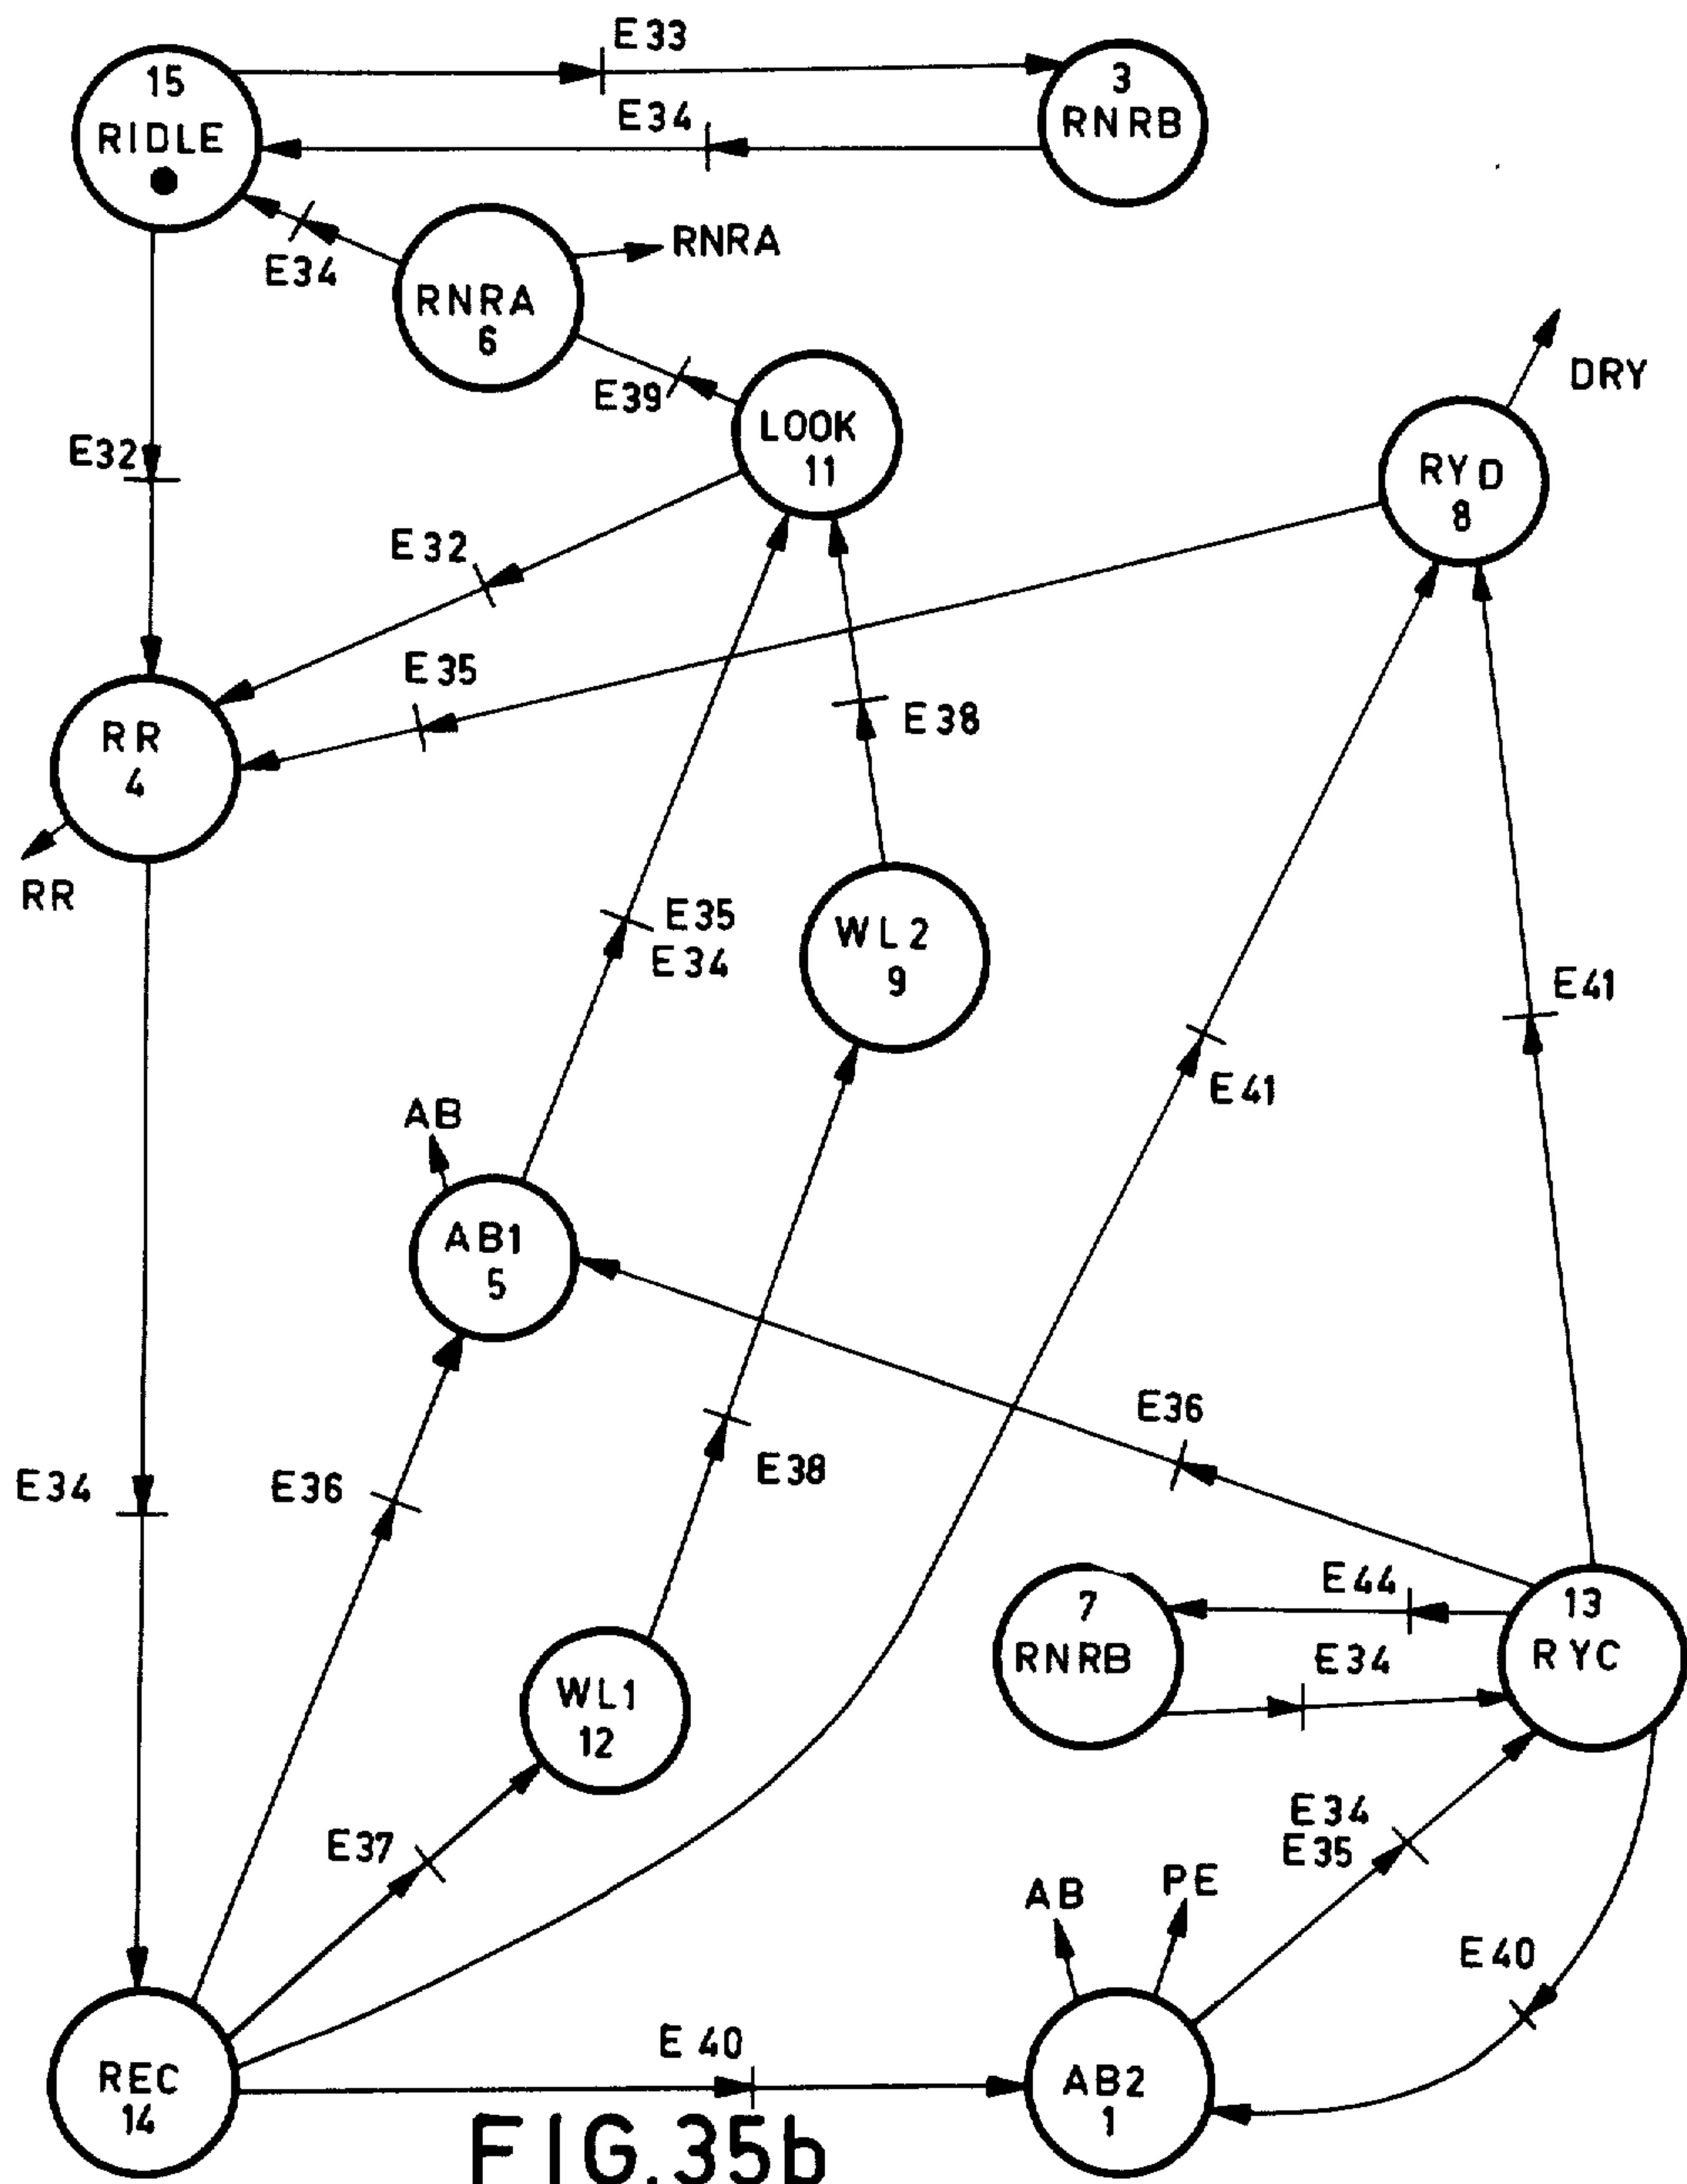 E33
15
RIDLE
3
RNRB
E34
E34
RNRA
6
RNRA
E39
LOOK
11
DRY
RYD
8
E32
E32
E35
RR
4
RR
E38
E35
E34
WL2
9
E41
E41
AB
AB1
5
E36
E34
E36
E38
E44
7
RNRB
13
RYC
E34
WL1
12
E37
E34
E35
AB
PE
E40
E 40
REC
14
AB2
1
FIG.35b